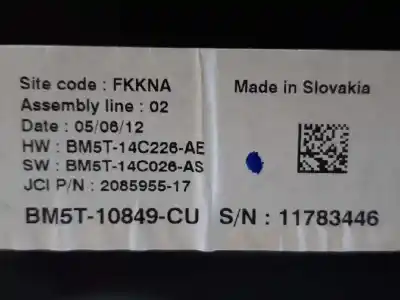 Site code : FKKNA
Made in Slovakia
Assembly line : 02
Date : 05/06/12
HW : BM5T-14C226-AE
SW : BM5T-14C026-AS
JCI P/N : 2085955-17
BM5T-10849-CU S/N : 11783446